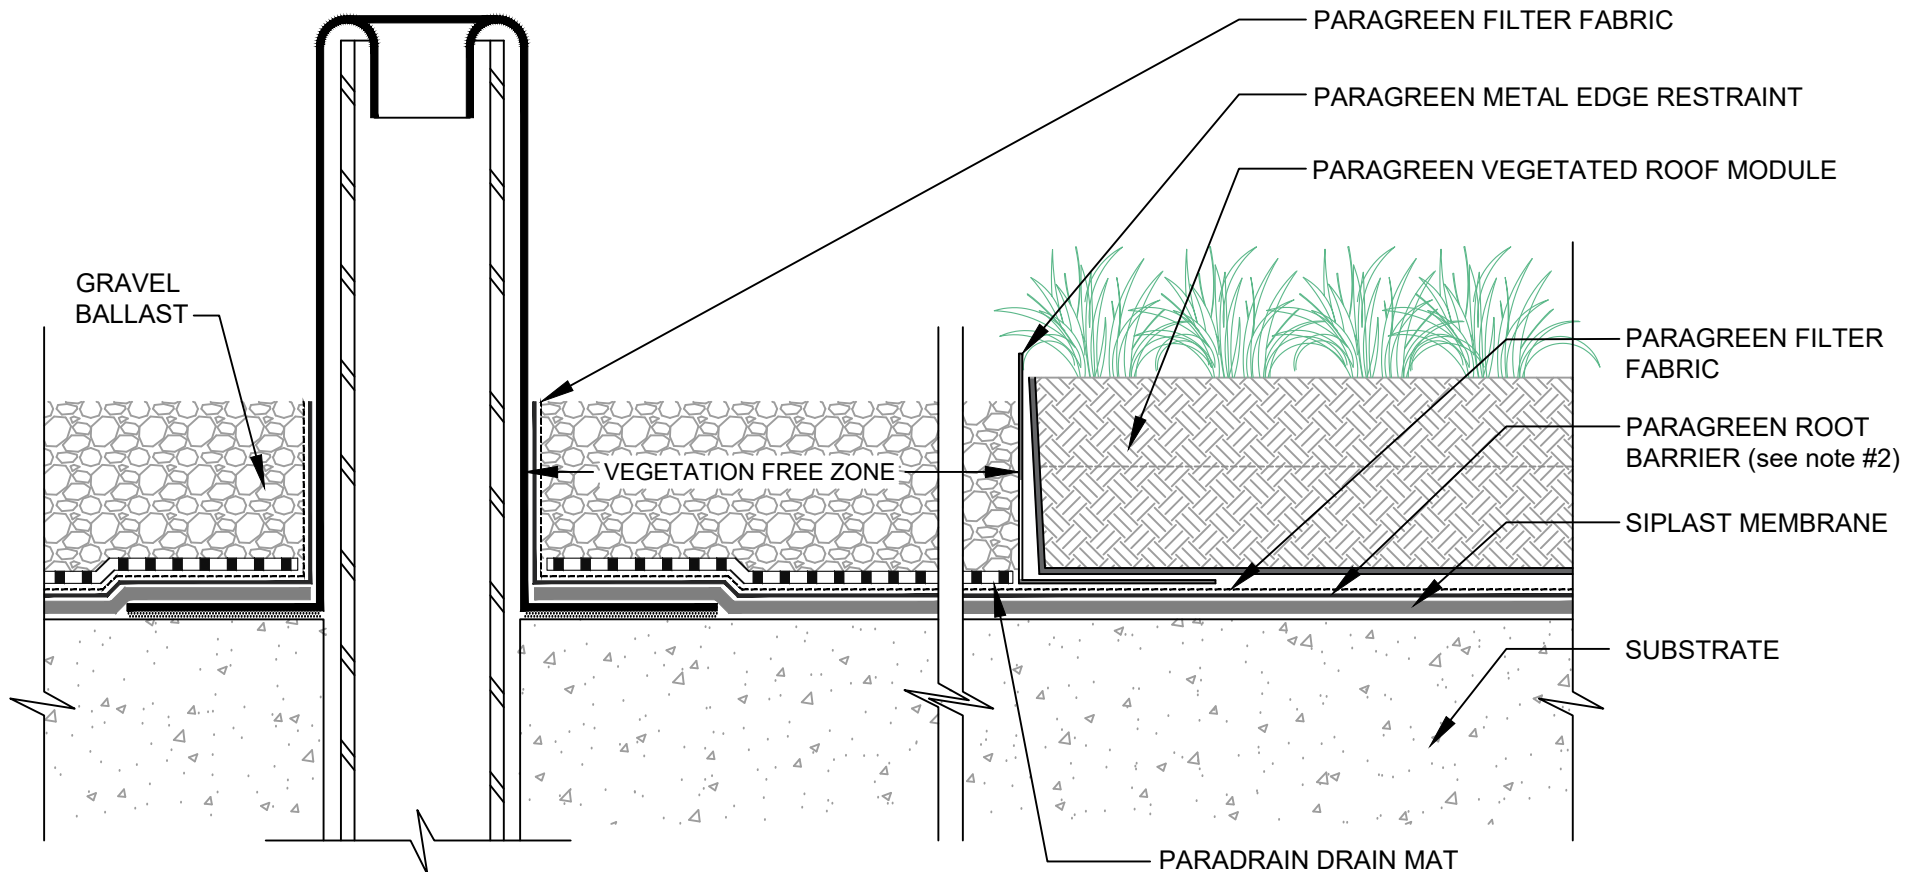 PARAGREEN FILTER FABRIC
PARAGREEN METAL EDGE RESTRAINT
PARAGREEN VEGETATED ROOF MODULE
GRAVEL
BALLAST
PARAGREEN FILTER
FABRIC
PARAGREEN ROOT
BARRIER (see note #2)
VEGETATION FREE ZONE
SIPLAST MEMBRANE
SUBSTRATE
PARADRAIN DRAIN MAT